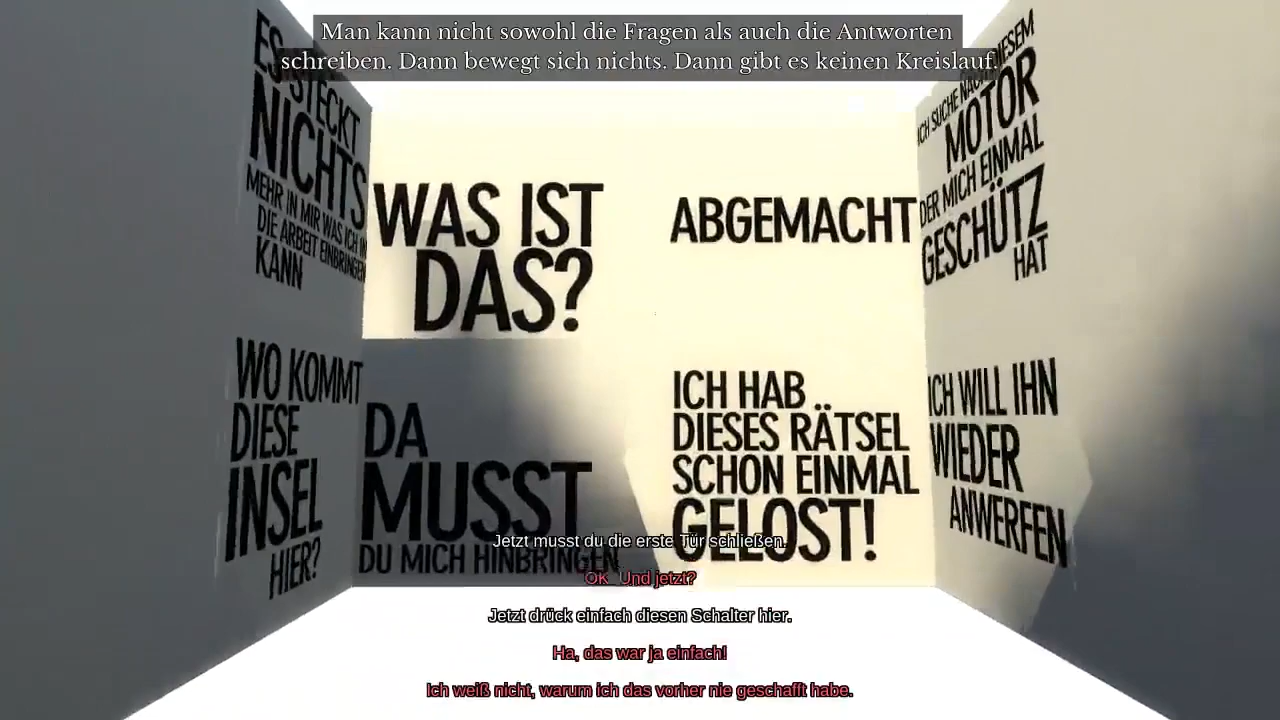 Man kann nicht sowohl die Fragen als auch die Antworten
schreiben. Dann bewegt sich nichts. Dann gibt es keinen Kreislauf.
ES STECKT
NICHTS
MEHR IN MIR WAS ICH IN
DIE ARBEIT EINBRINGEN
KANN
WO KOMMT
DIESE
INSEL
HIER?
WAS IST
DAS?
DA
MUSST
DU MICH HINBRINGEN
ABGEMACHT
ICH HAB
DIESES RÄTSEL
SCHON EINMAL
GELÖST!
ICH SUCHE NACH DIESEM
MOTOR
DER MICH EINMAL
GESCHÜTZ
HAT
ICH WILL IHN
WIEDER
ANWERFEN
Jetzt musst du die erste Tür schließen.
OK. Und jetzt?
Jetzt drück einfach diesen Schalter hier.
Ha, das war ja einfach!
Ich weiß nicht, warum ich das vorher nie geschafft habe.